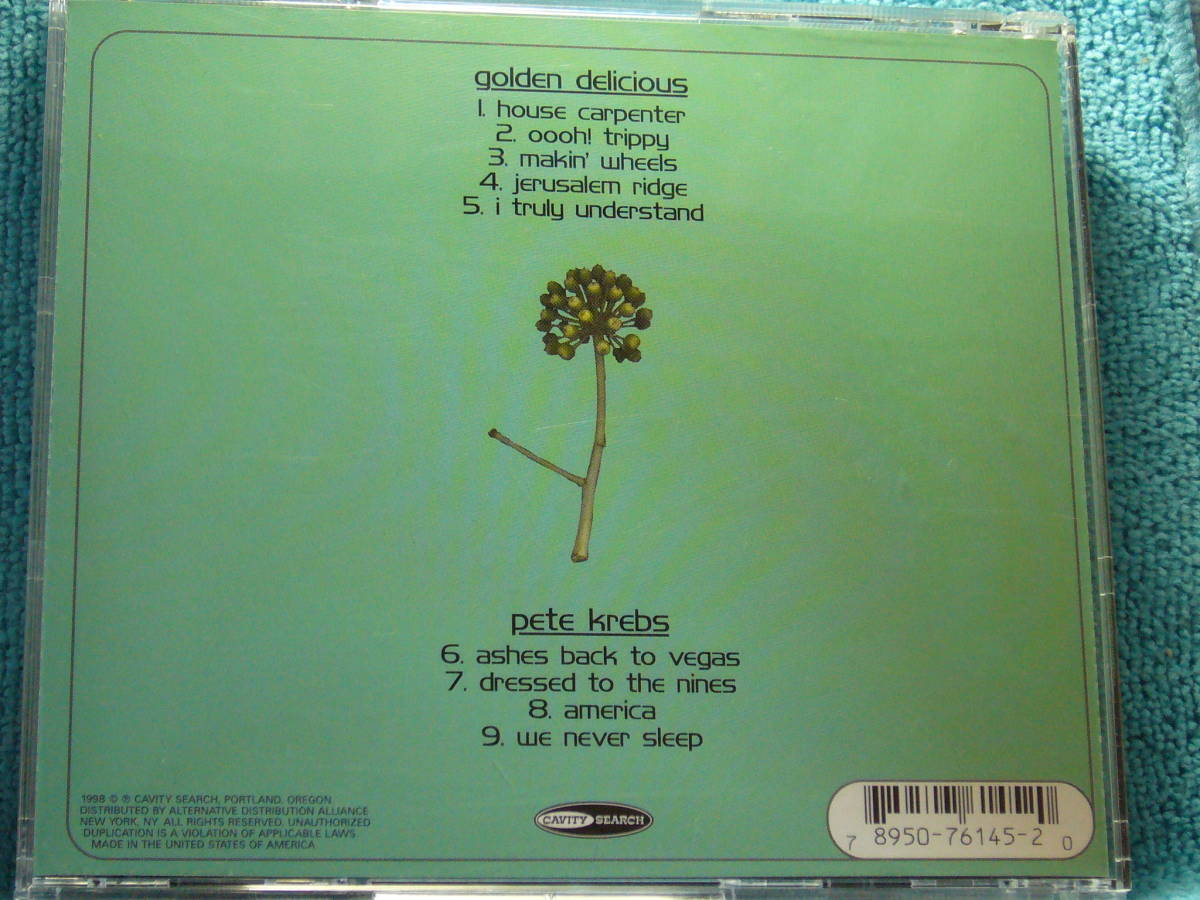 golden delicious
1. house carpenter
2. oooh! trippy
3. makin' wheels
4. jerusalem ridge
5. i truly understand
pete krebs
6. ashes back to vegas
7. dressed to the nines
8. america
9. we never sleep
1998 © ℗ CAVITY SEARCH, PORTLAND, OREGON
DISTRIBUTED BY ALTERNATIVE DISTRIBUTION ALLIANCE
NEW YORK, NY. ALL RIGHTS RESERVED. UNAUTHORIZED
DUPLICATION IS A VIOLATION OF APPLICABLE LAWS.
MADE IN THE UNITED STATES OF AMERICA
CAVITY SEARCH
7 8950-76145-2 0